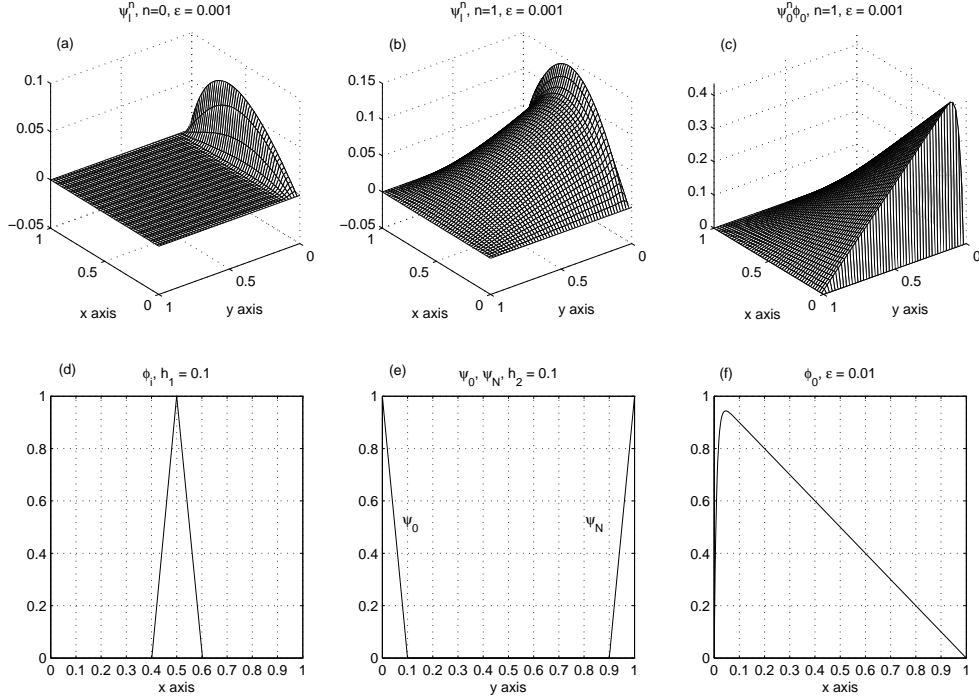 ψ_l^n, n=0, ε = 0.001
(a)
0.1
0.05
0
−0.05
1
0.5
0
x axis
1
0.5
0
y axis
ψ_l^n, n=1, ε = 0.001
(b)
0.15
0.1
0.05
0
−0.05
1
0.5
0
x axis
1
0.5
0
y axis
ψ_0^nϕ_0, n=1, ε = 0.001
(c)
0.4
0.3
0.2
0.1
0
1
0.5
0
x axis
1
0.5
0
y axis
(d)
ϕ_i, h_1 = 0.1
1
0.8
0.6
0.4
0.2
0
0 0.1 0.2 0.3 0.4 0.5 0.6 0.7 0.8 0.9 1
x axis
(e)
ψ_0, ψ_N, h_2 = 0.1
1
0.8
0.6
0.4
0.2
0
ψ_0
ψ_N
0 0.1 0.2 0.3 0.4 0.5 0.6 0.7 0.8 0.9 1
y axis
(f)
ϕ_0, ε = 0.01
1
0.8
0.6
0.4
0.2
0
0 0.1 0.2 0.3 0.4 0.5 0.6 0.7 0.8 0.9 1
x axis